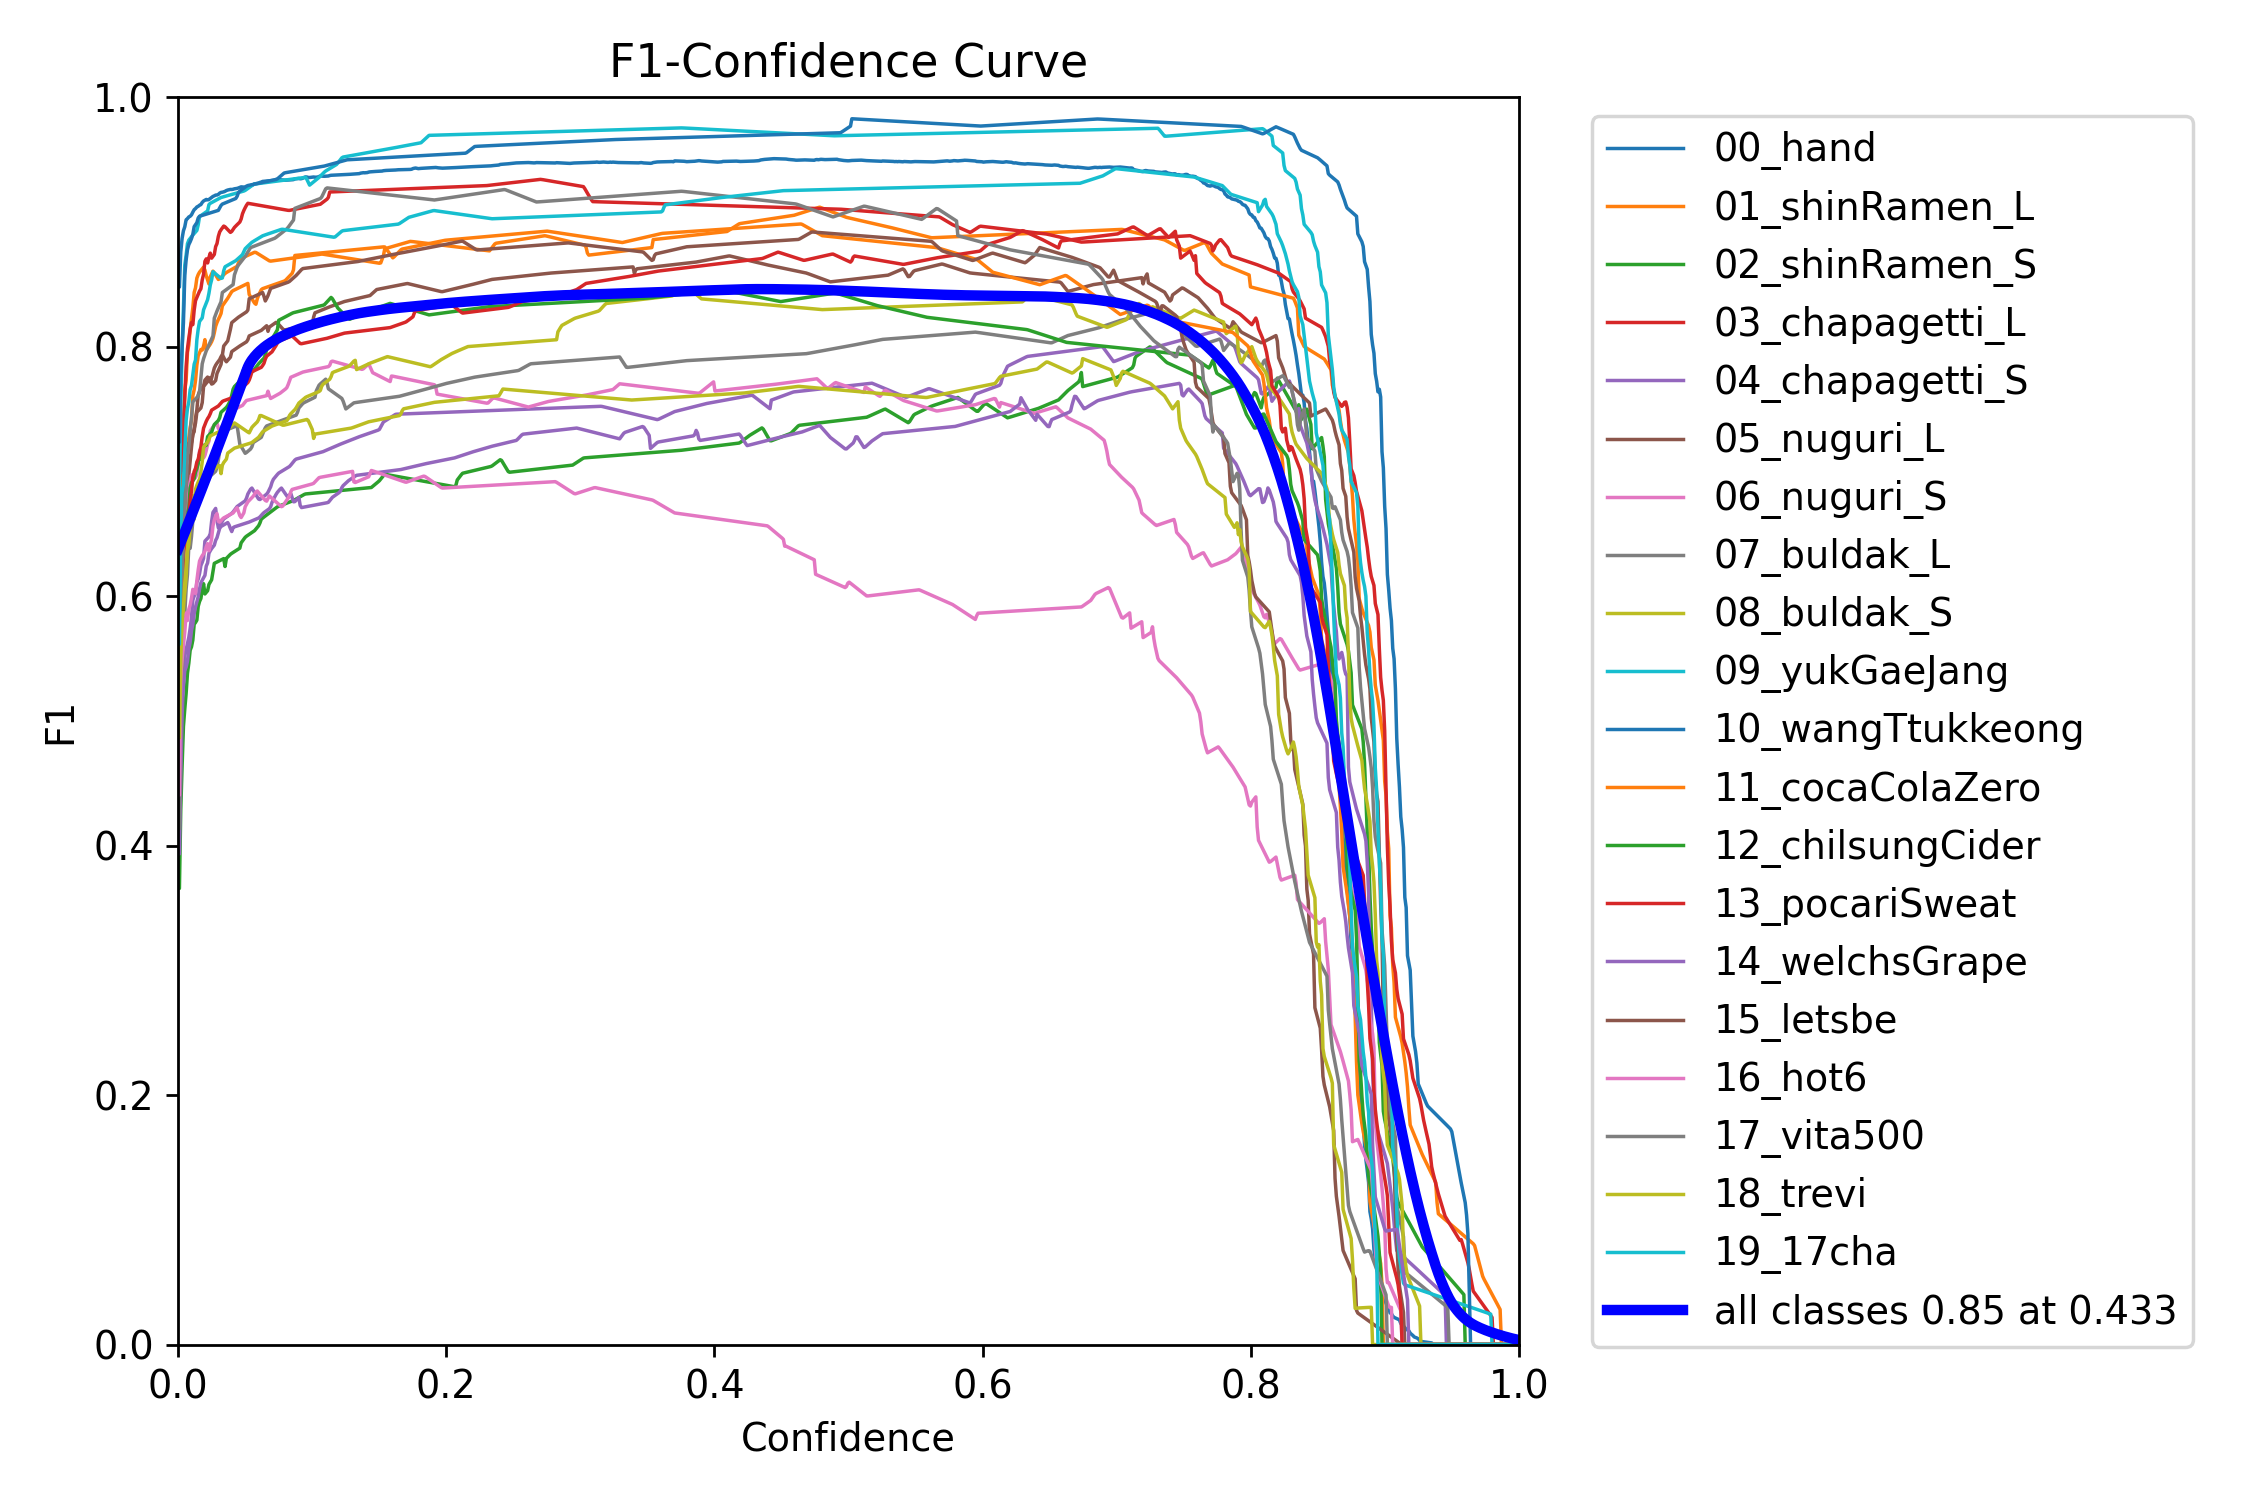 F1-Confidence Curve
1.0
0.8
0.6
0.4
0.2
0.0
F1
0.0 0.2 0.4 0.6 0.8 1.0
Confidence
00_hand
01_shinRamen_L
02_shinRamen_S
03_chapagetti_L
04_chapagetti_S
05_nuguri_L
06_nuguri_S
07_buldak_L
08_buldak_S
09_yukGaeJang
10_wangTtukkeong
11_cocaColaZero
12_chilsungCider
13_pocariSweat
14_welchsGrape
15_letsbe
16_hot6
17_vita500
18_trevi
19_17cha
all classes 0.85 at 0.433